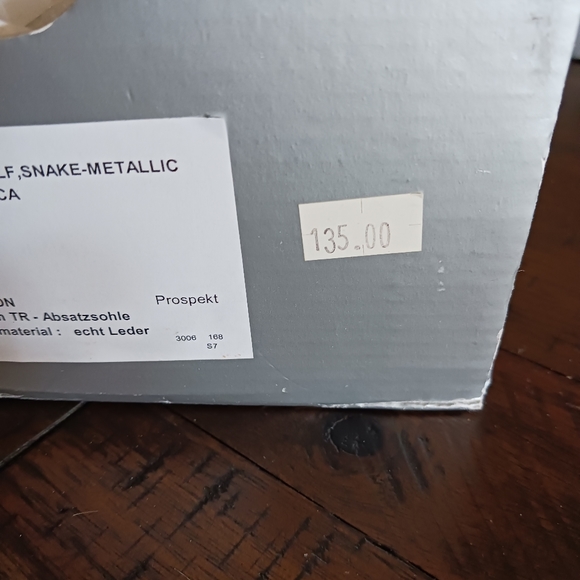 LF,SNAKE-METALLIC
CA
135.00
ON Prospekt
TR - Absatzsohle
material : echt Leder
3006 168
S7